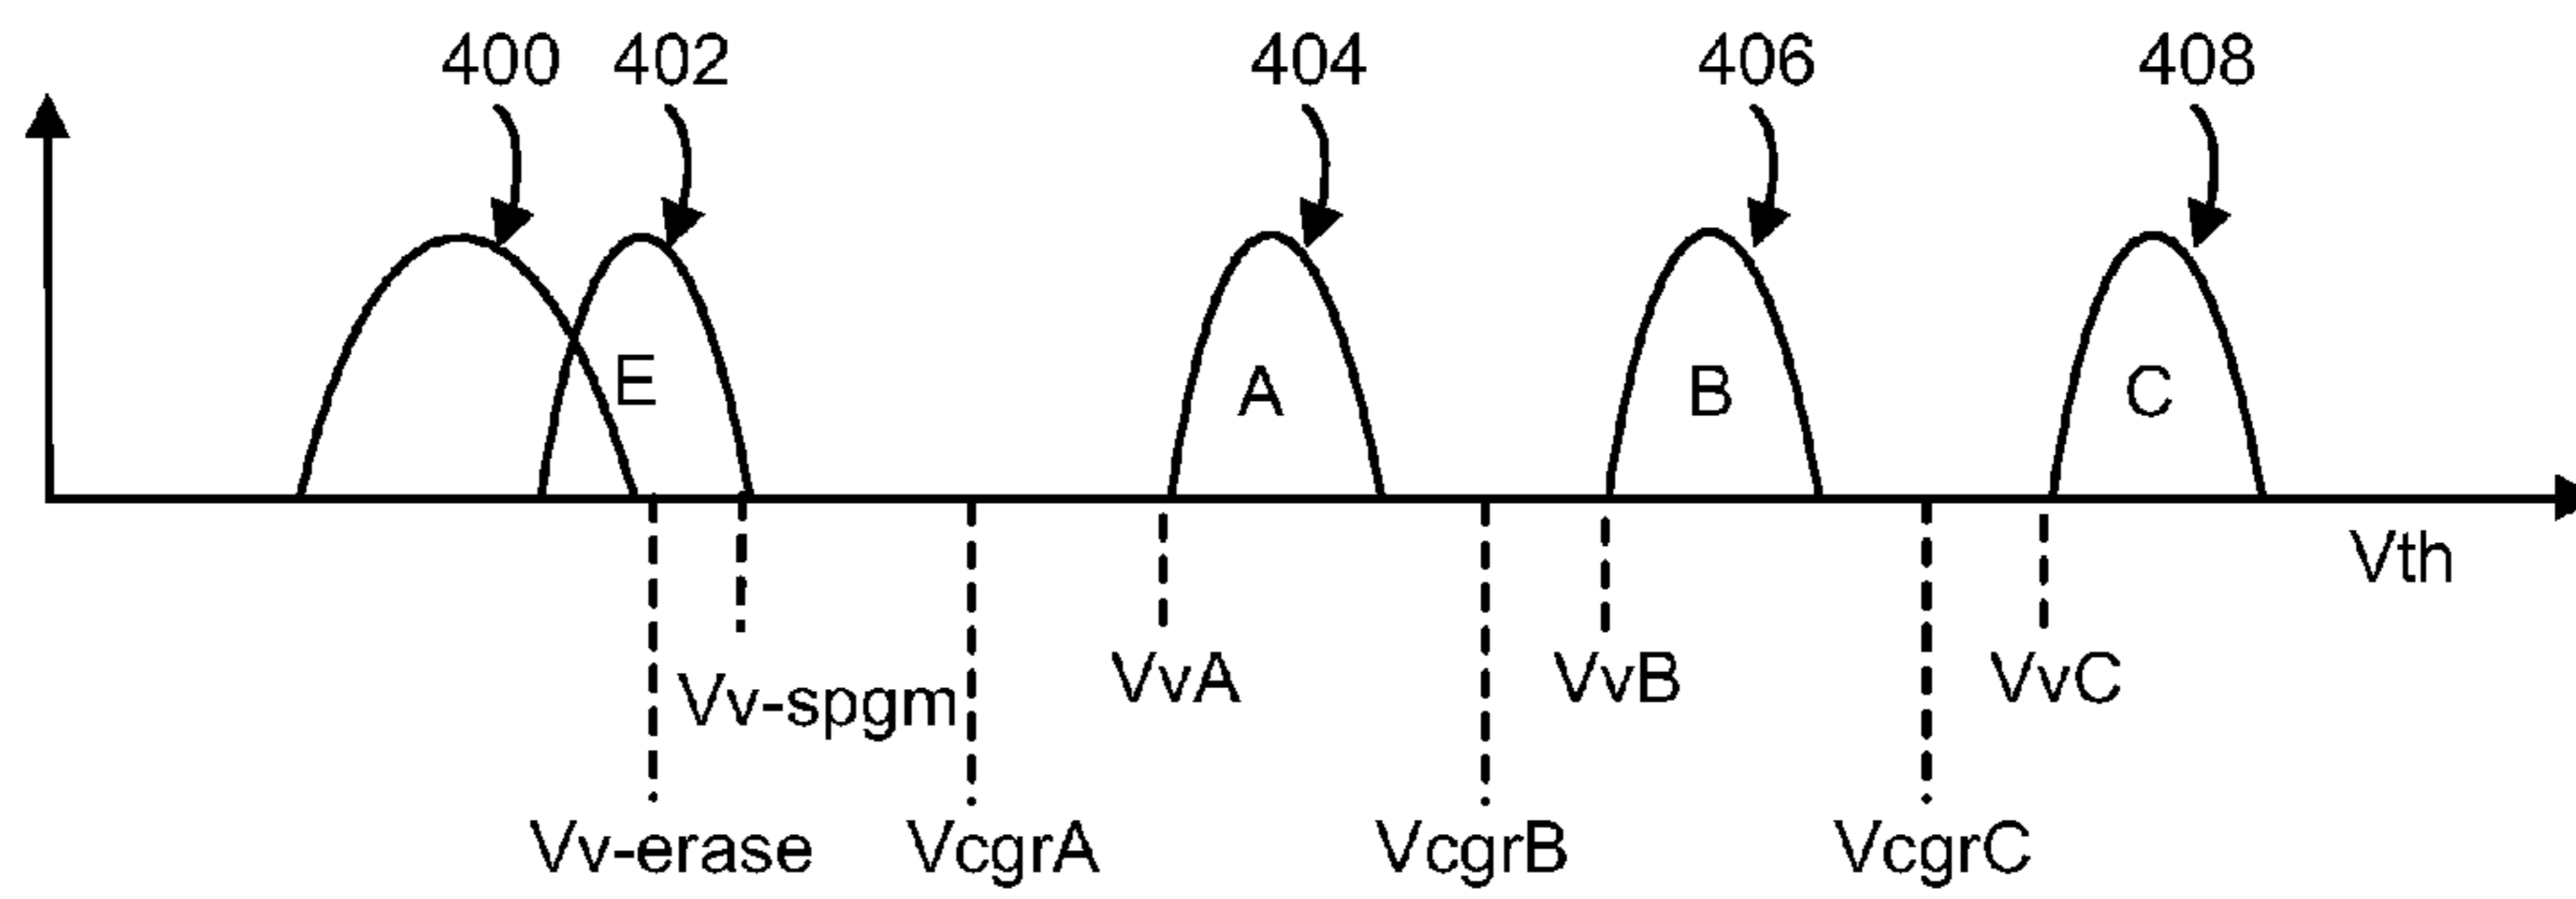 400 402 404 406 408
E A B C
Vth
VvA VvB VvC
Vv-spgm
Vv-erase VcgrA VcgrB VcgrC